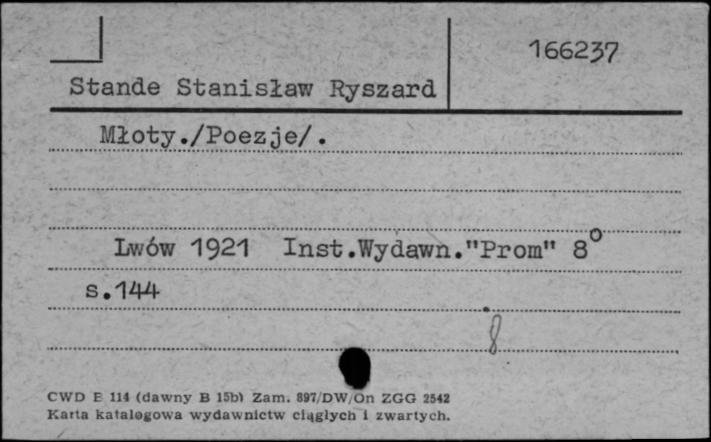 166237
Stande Stanisław Ryszard
Młoty./Poezje/.
Lwów 1921 Inst.Wydawn."Prom" 8°
s.144
8
CWD B 114 (dawny B 15b) Zam. 897/DW/On ZGG 2542
Karta katalogowa wydawnictw ciągłych i zwartych.